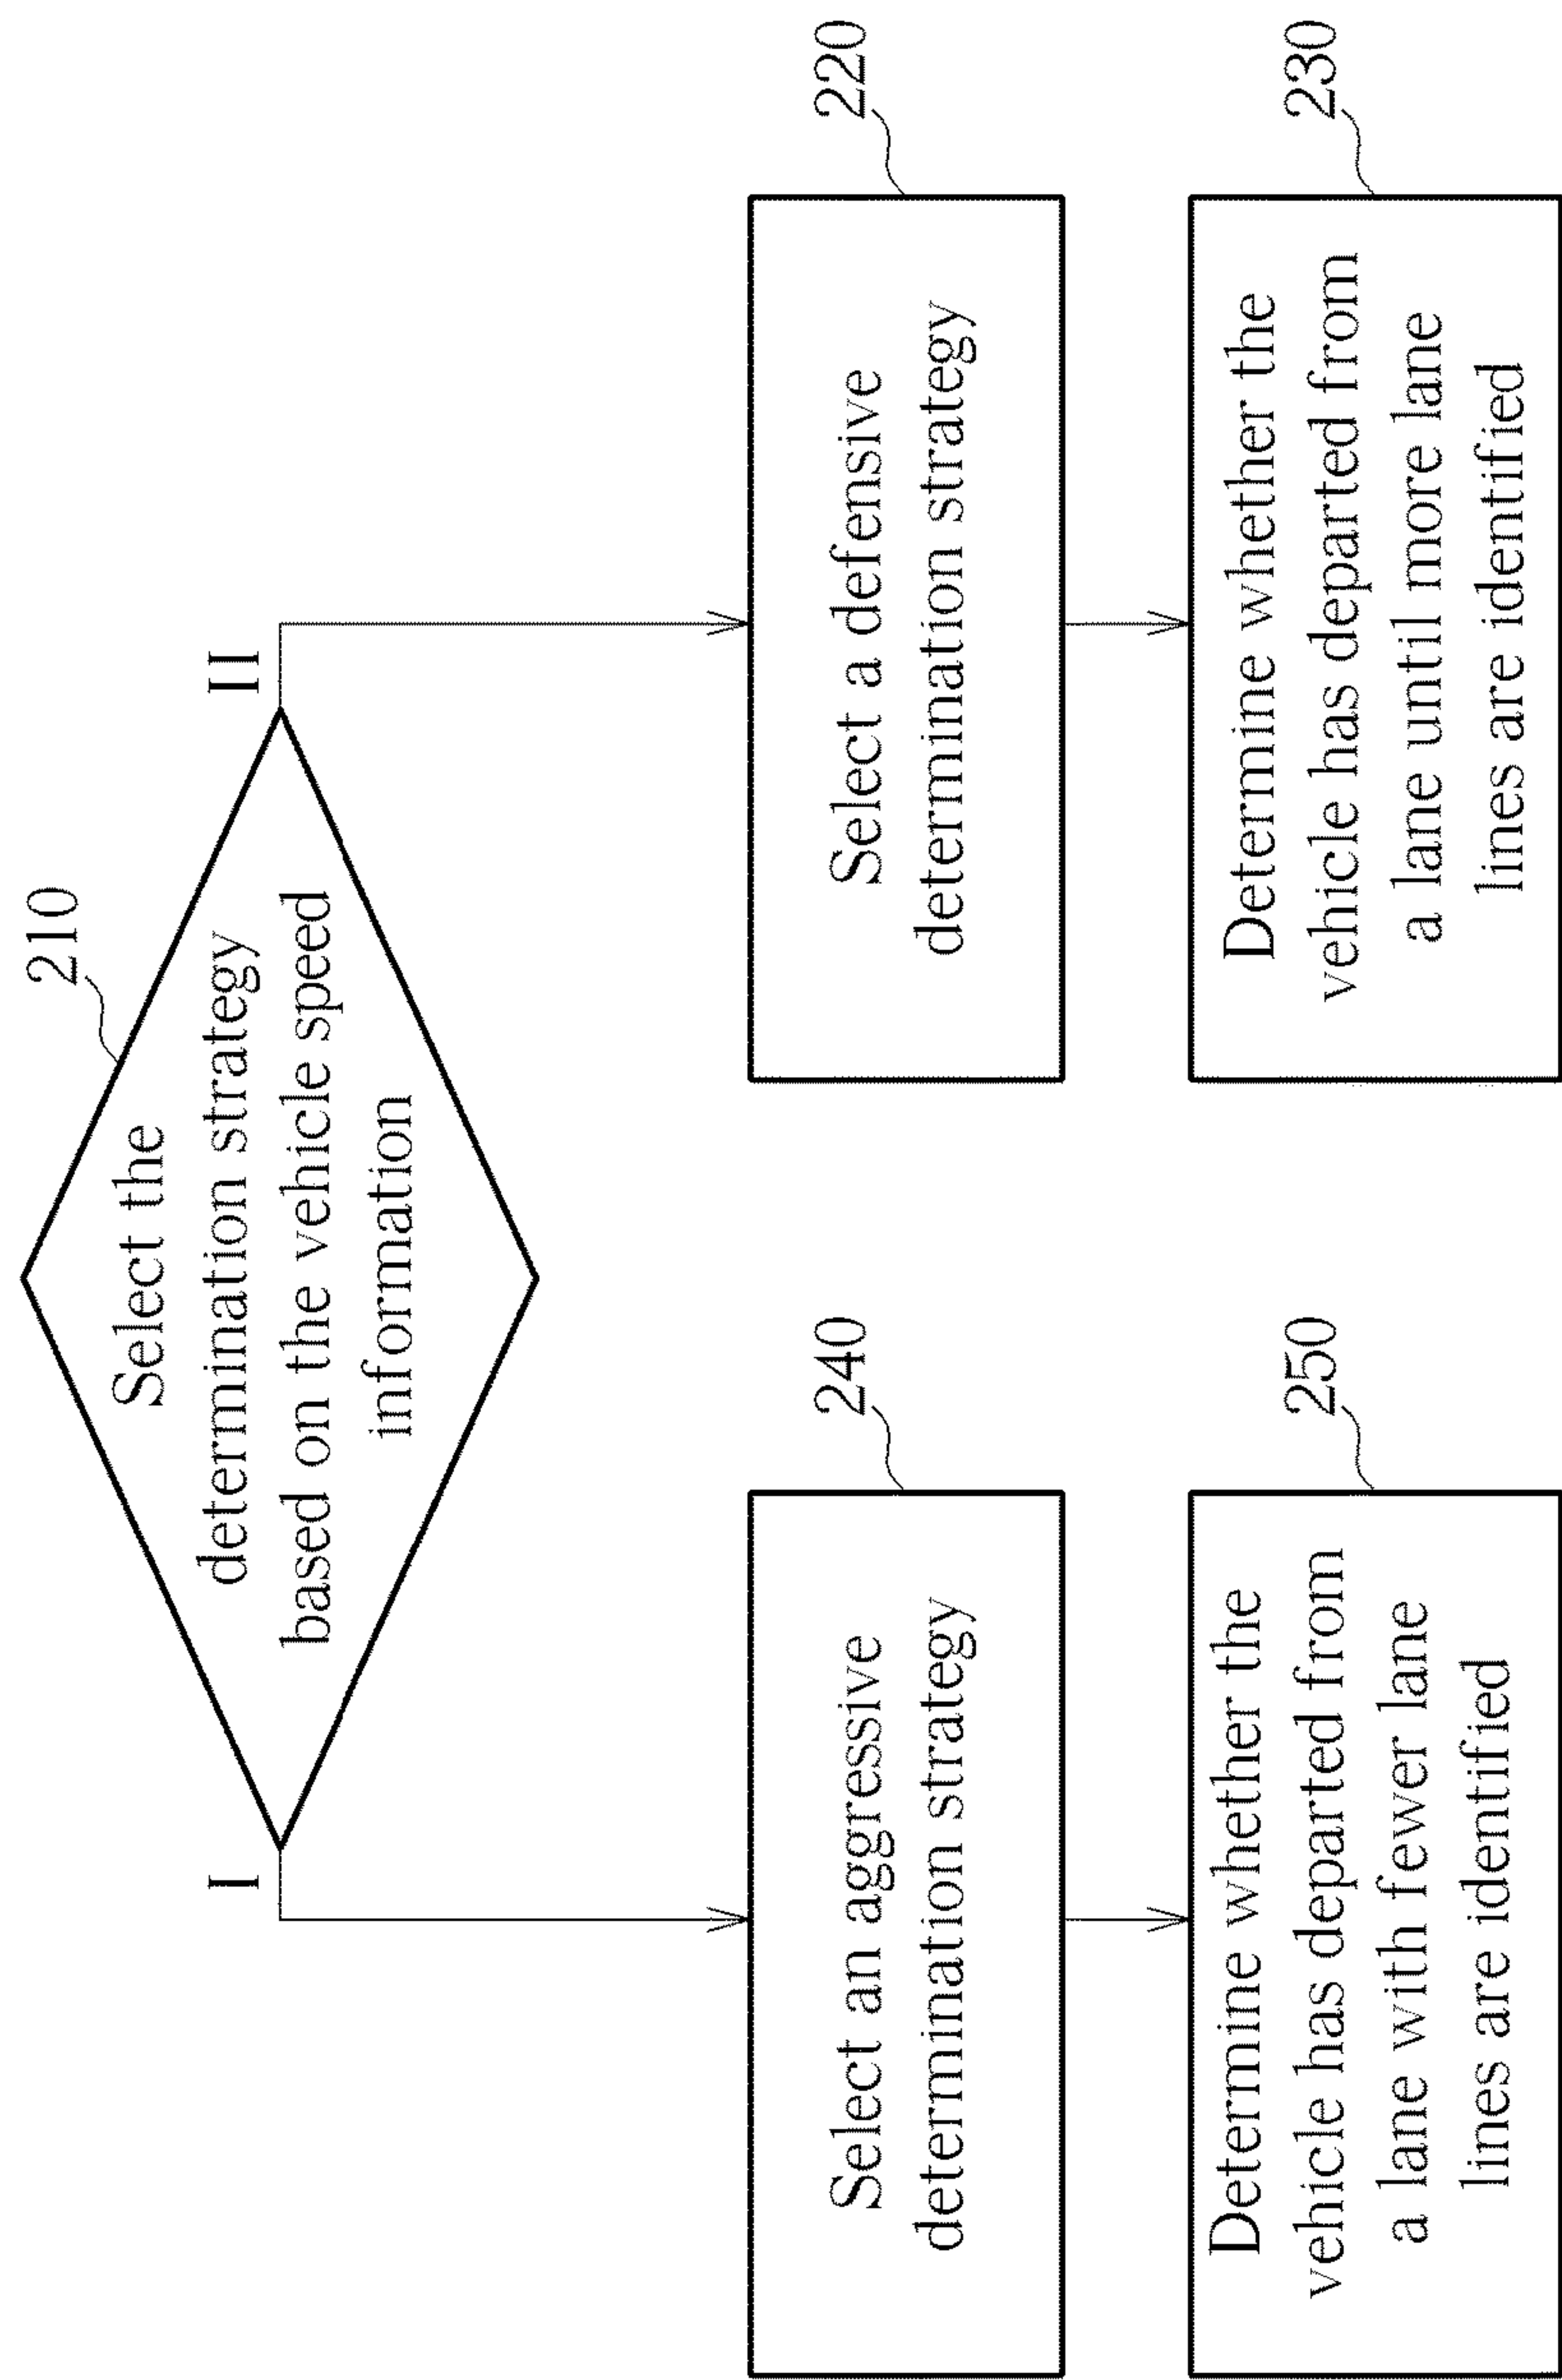 210
Select the
determination strategy
based on the vehicle speed
information
I
II
240
Select an aggressive
determination strategy
220
Select a defensive
determination strategy
250
Determine whether the
vehicle has departed from
a lane with fewer lane
lines are identified
230
Determine whether the
vehicle has departed from
a lane until more lane
lines are identified